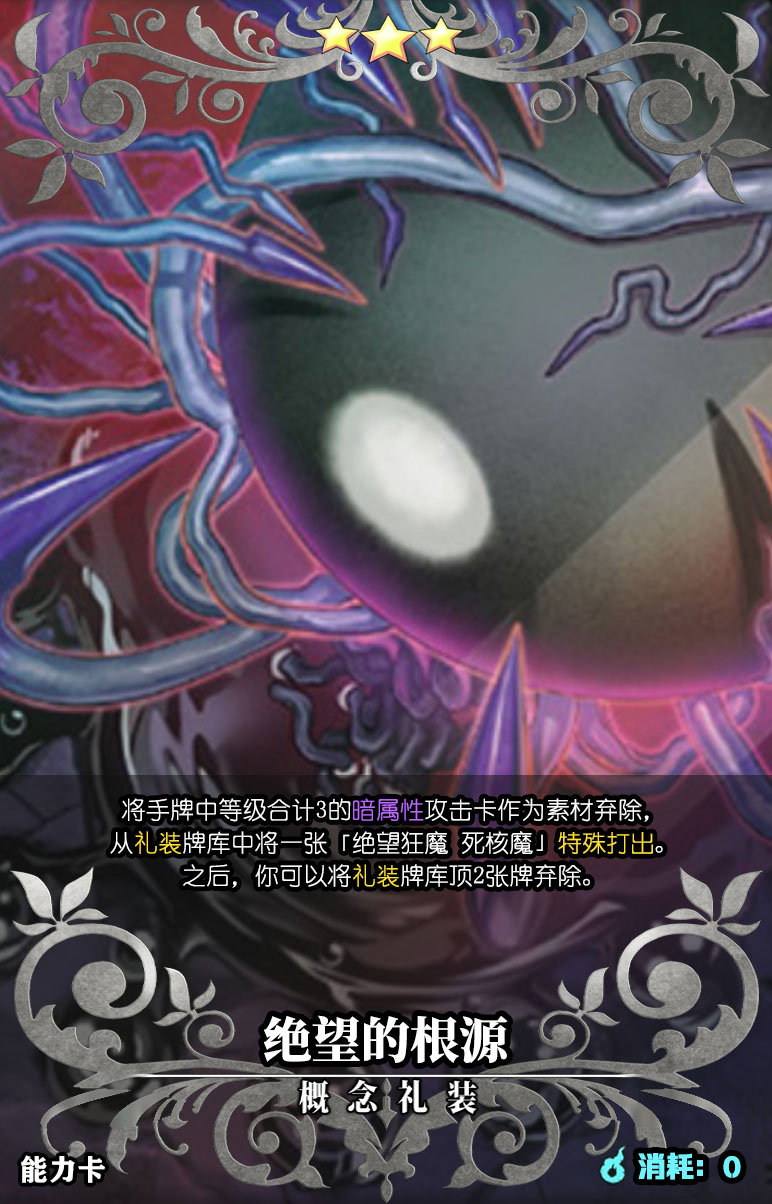 将手牌中等级合计3的暗属性攻击卡作为素材弃除，
从礼装牌库中将一张「绝望狂魔 死核魔」特殊打出。
之后，你可以将礼装牌库顶2张牌弃除。
绝望的根源
概念礼装
能力卡
消耗：0